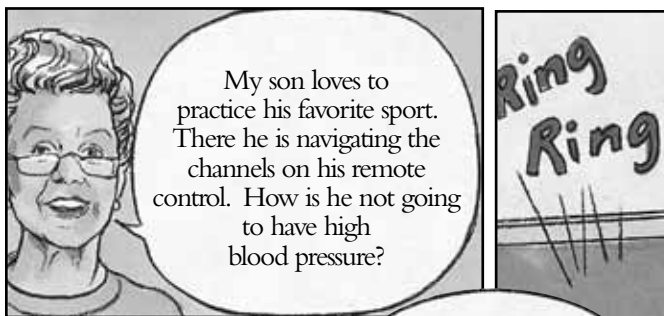 My son loves to
practice his favorite sport.
There he is navigating the
channels on his remote
control. How is he not going
to have high
blood pressure?
Ring
Ring